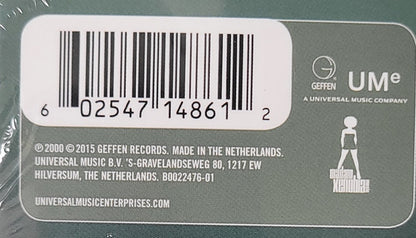 GEFFEN
UMe
A UNIVERSAL MUSIC COMPANY
6 02547 14861 2
℗ 2000 © 2015 GEFFEN RECORDS. MADE IN THE NETHERLANDS.
UNIVERSAL MUSIC B.V. 'S-GRAVELANDSEWEG 80, 1217 EW
HILVERSUM, THE NETHERLANDS. B0022476-01
UNIVERSALMUSICENTERPRISES.COM